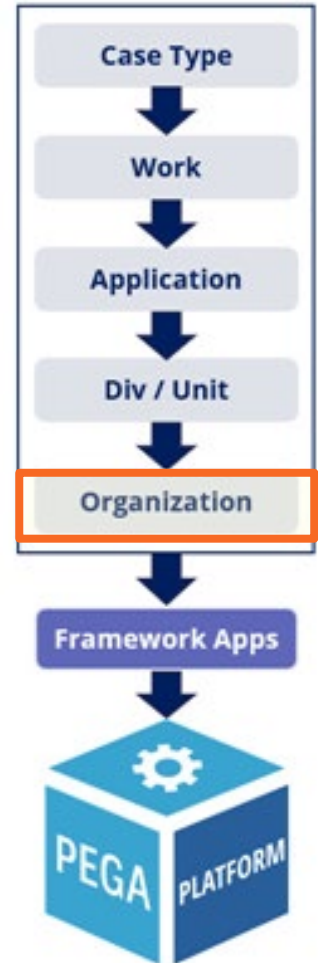 Case Type
Work
Application
Div / Unit
Organization
Framework Apps
PEGA
PLATFORM